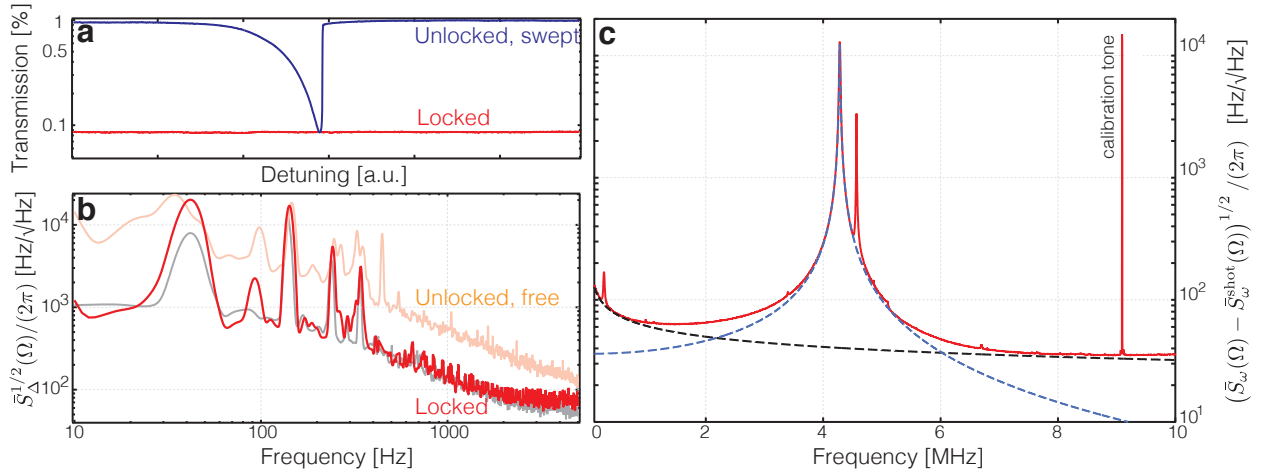 a
Transmission [%]
1
0.5
0.1
Unlocked, swept
Locked
Detuning [a.u.]
b
S̄_Δ^{1/2}(Ω)/(2π) [Hz/√Hz]
10^4
10^3
10^2
Unlocked, free
Locked
10 100 1000
Frequency [Hz]
c
calibration tone
10^4
10^3
10^2
10^1
(S̄_ω(Ω) − S̄_ω^{shot}(Ω))^{1/2}/(2π) [Hz/√Hz]
0 2 4 6 8 10
Frequency [MHz]